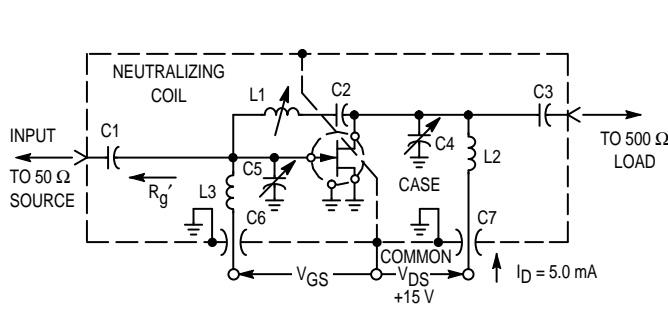 NEUTRALIZING
COIL
L1
C2
C3
INPUT
C1
TO 50 Ω
SOURCE
Rg′
L3
C5
C4
L2
TO 500 Ω
LOAD
CASE
C6
C7
COMMON
VGS
VDS
+15 V
ID = 5.0 mA